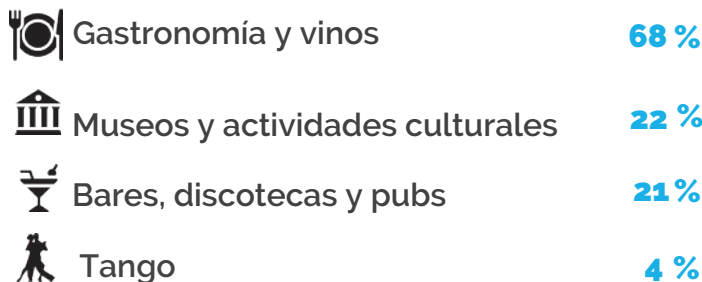 Gastronomía y vinos 68 %
Museos y actividades culturales 22 %
Bares, discotecas y pubs 21 %
Tango 4 %